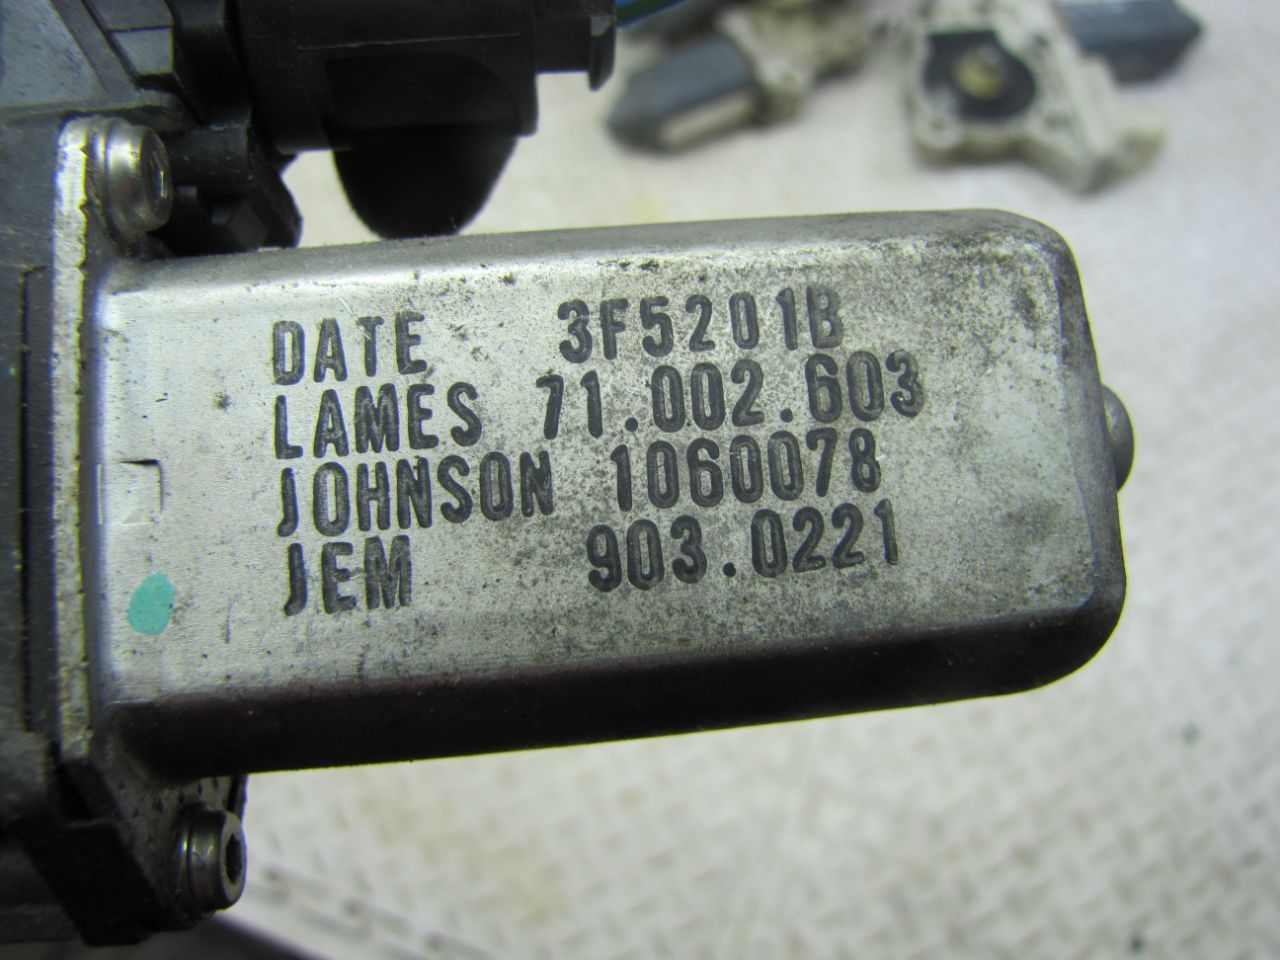 DATE 3F5201B
LAMES 71.002.603
JOHNSON 1060078
JEM 903.0221